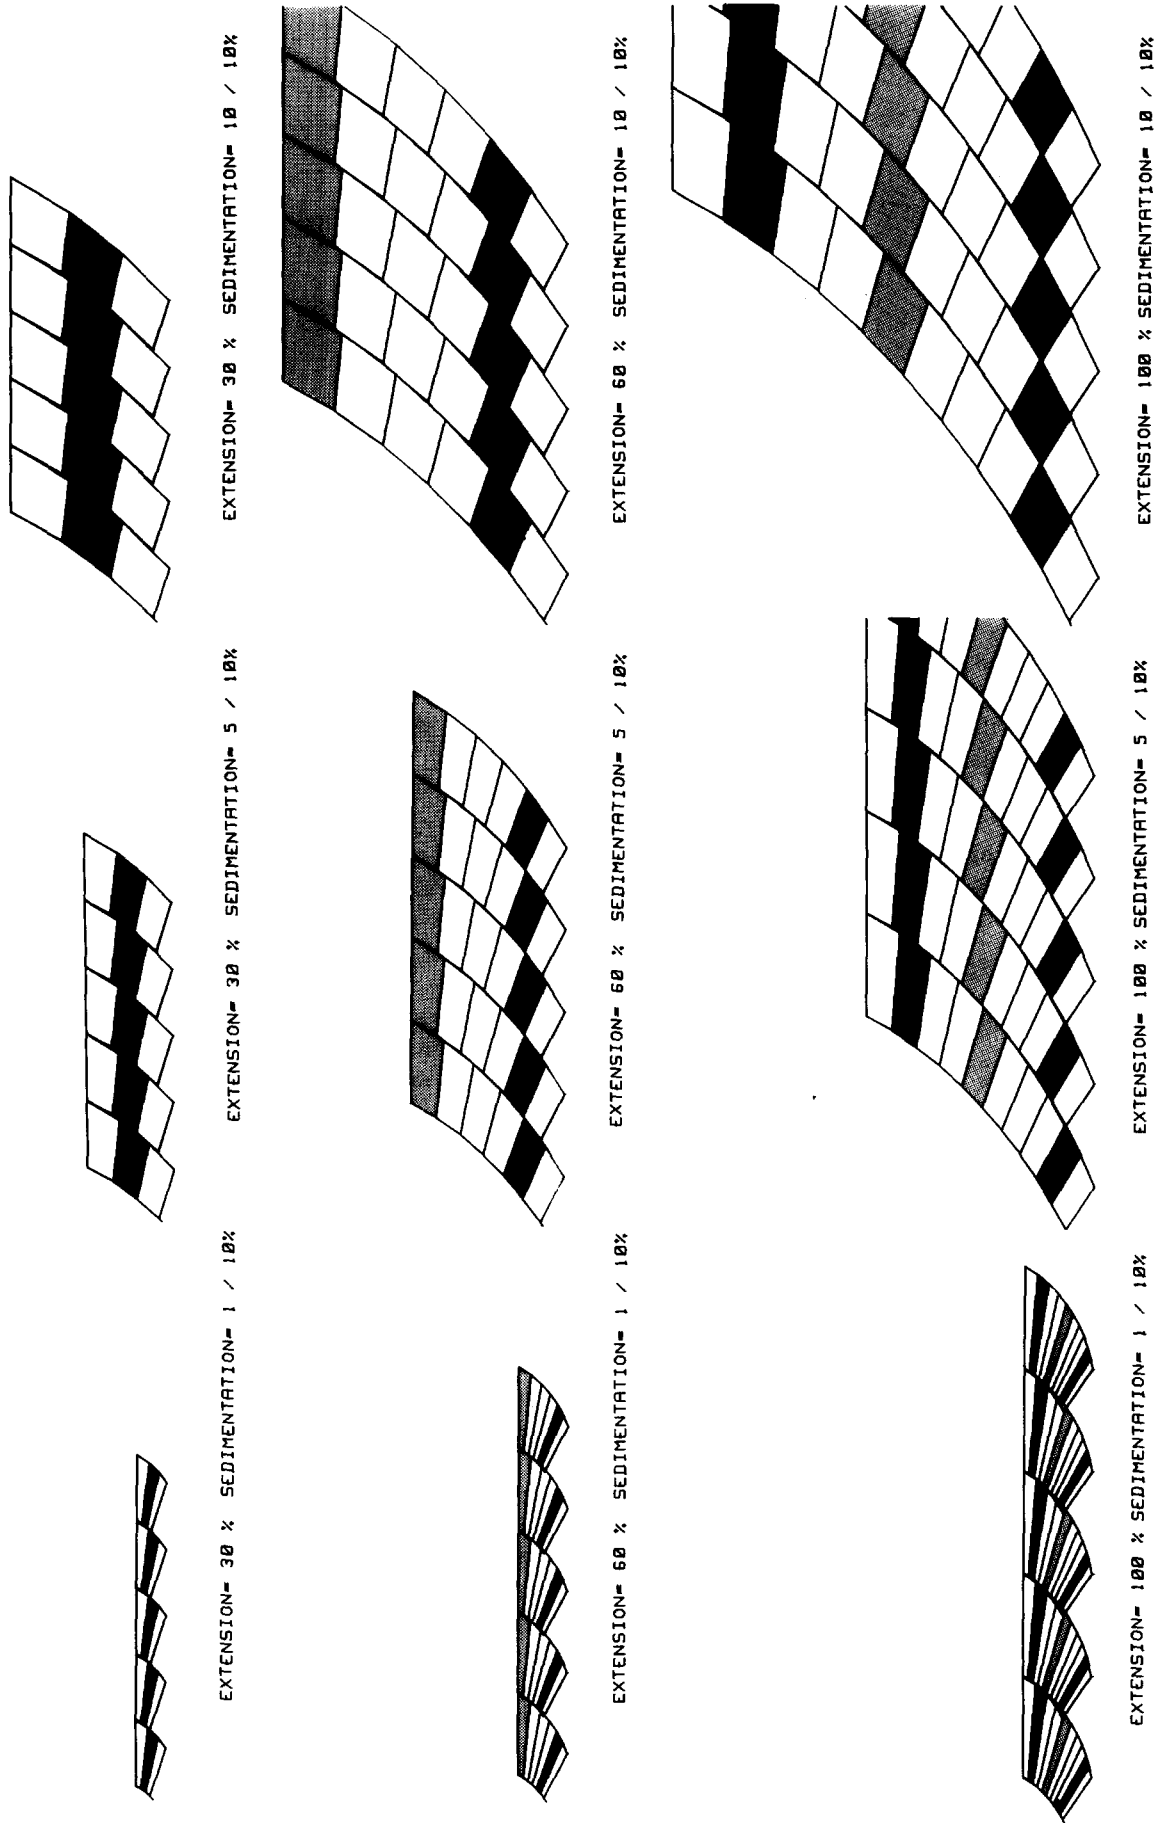 EXTENSION= 30 % SEDIMENTATION= 1 / 10%
EXTENSION= 30 % SEDIMENTATION= 5 / 10%
EXTENSION= 30 % SEDIMENTATION= 10 / 10%
EXTENSION= 60 % SEDIMENTATION= 1 / 10%
EXTENSION= 60 % SEDIMENTATION= 5 / 10%
EXTENSION= 60 % SEDIMENTATION= 10 / 10%
EXTENSION= 100 % SEDIMENTATION= 1 / 10%
EXTENSION= 100 % SEDIMENTATION= 5 / 10%
EXTENSION= 100 % SEDIMENTATION= 10 / 10%